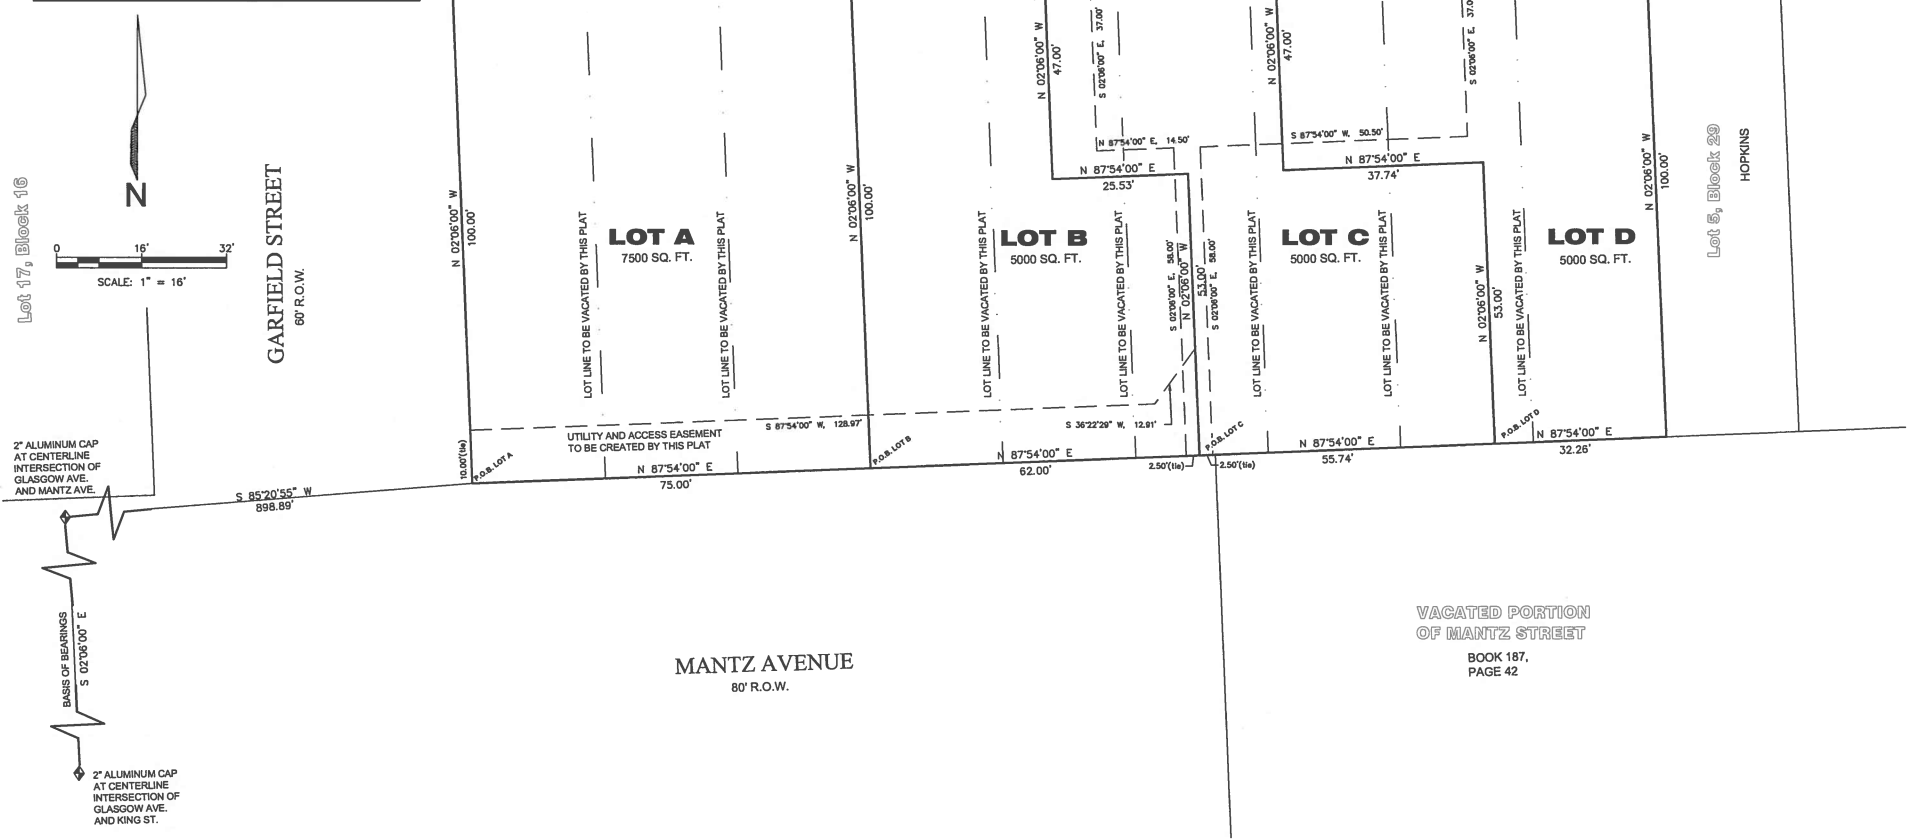 N
0 16' 32'
SCALE: 1" = 16'
Lot 17, Block 16
GARFIELD STREET
60' R.O.W.
N 02°06'00" W
100.00'
LOT LINE TO BE VACATED BY THIS PLAT
LOT A
7500 SQ. FT.
LOT LINE TO BE VACATED BY THIS PLAT
N 02°06'00" W
100.00'
LOT LINE TO BE VACATED BY THIS PLAT
LOT B
5000 SQ. FT.
LOT LINE TO BE VACATED BY THIS PLAT
N 02°06'00" W
47.00'
S 02°06'00" E, 37.00'
N 87°54'00" E, 14.50'
N 87°54'00" E
25.53'
S 02°06'00" E, 58.00'
N 02°06'00" W
53.00'
S 02°06'00" E, 58.00'
LOT LINE TO BE VACATED BY THIS PLAT
LOT C
5000 SQ. FT.
LOT LINE TO BE VACATED BY THIS PLAT
N 02°06'00" W
47.00'
S 02°06'00" E, 37.0
S 87°54'00" W, 50.50'
N 87°54'00" E
37.74'
N 02°06'00" W
53.00'
LOT LINE TO BE VACATED BY THIS PLAT
LOT D
5000 SQ. FT.
N 02°06'00" W
100.00'
Lot 5, Block 29
HOPKINS
2" ALUMINUM CAP
AT CENTERLINE
INTERSECTION OF
GLASGOW AVE.
AND MANTZ AVE.
S 85°20'55" W
898.89'
10.00'(tie)
P.O.B. LOT A
UTILITY AND ACCESS EASEMENT
TO BE CREATED BY THIS PLAT
S 87°54'00" W, 128.97'
N 87°54'00" E
75.00'
P.O.B. LOT B
S 36°22'29" W, 12.91'
N 87°54'00" E
62.00'
2.50'(tie)
2.50'(tie)
P.O.B. LOT C
N 87°54'00" E
55.74'
P.O.B. LOT D
N 87°54'00" E
32.26'
BASIS OF BEARINGS
S 02°06'00" E
MANTZ AVENUE
80' R.O.W.
VACATED PORTION
OF MANTZ STREET
BOOK 187,
PAGE 42
2" ALUMINUM CAP
AT CENTERLINE
INTERSECTION OF
GLASGOW AVE.
AND KING ST.